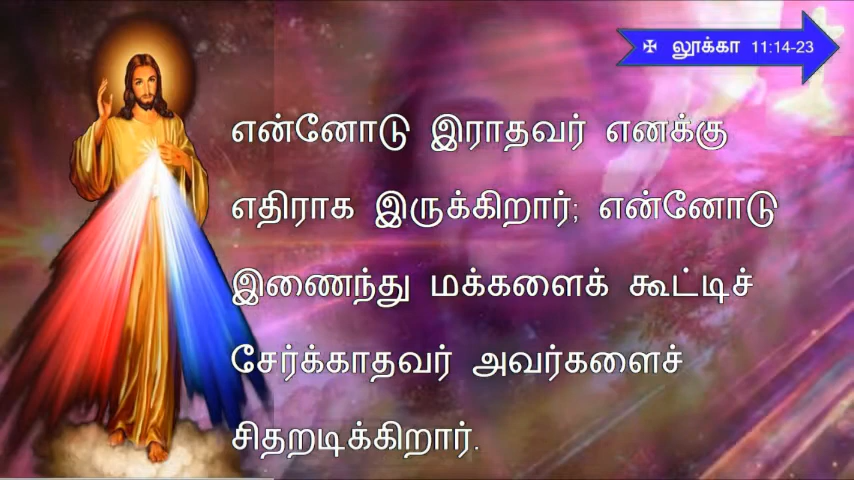 ✠ லூக்கா 11:14-23
என்னோடு இராதவர் எனக்கு
எதிராக இருக்கிறார்; என்னோடு
இணைந்து மக்களைக் கூட்டிச்
சேர்க்காதவர் அவர்களைச்
சிதறடிக்கிறார்.